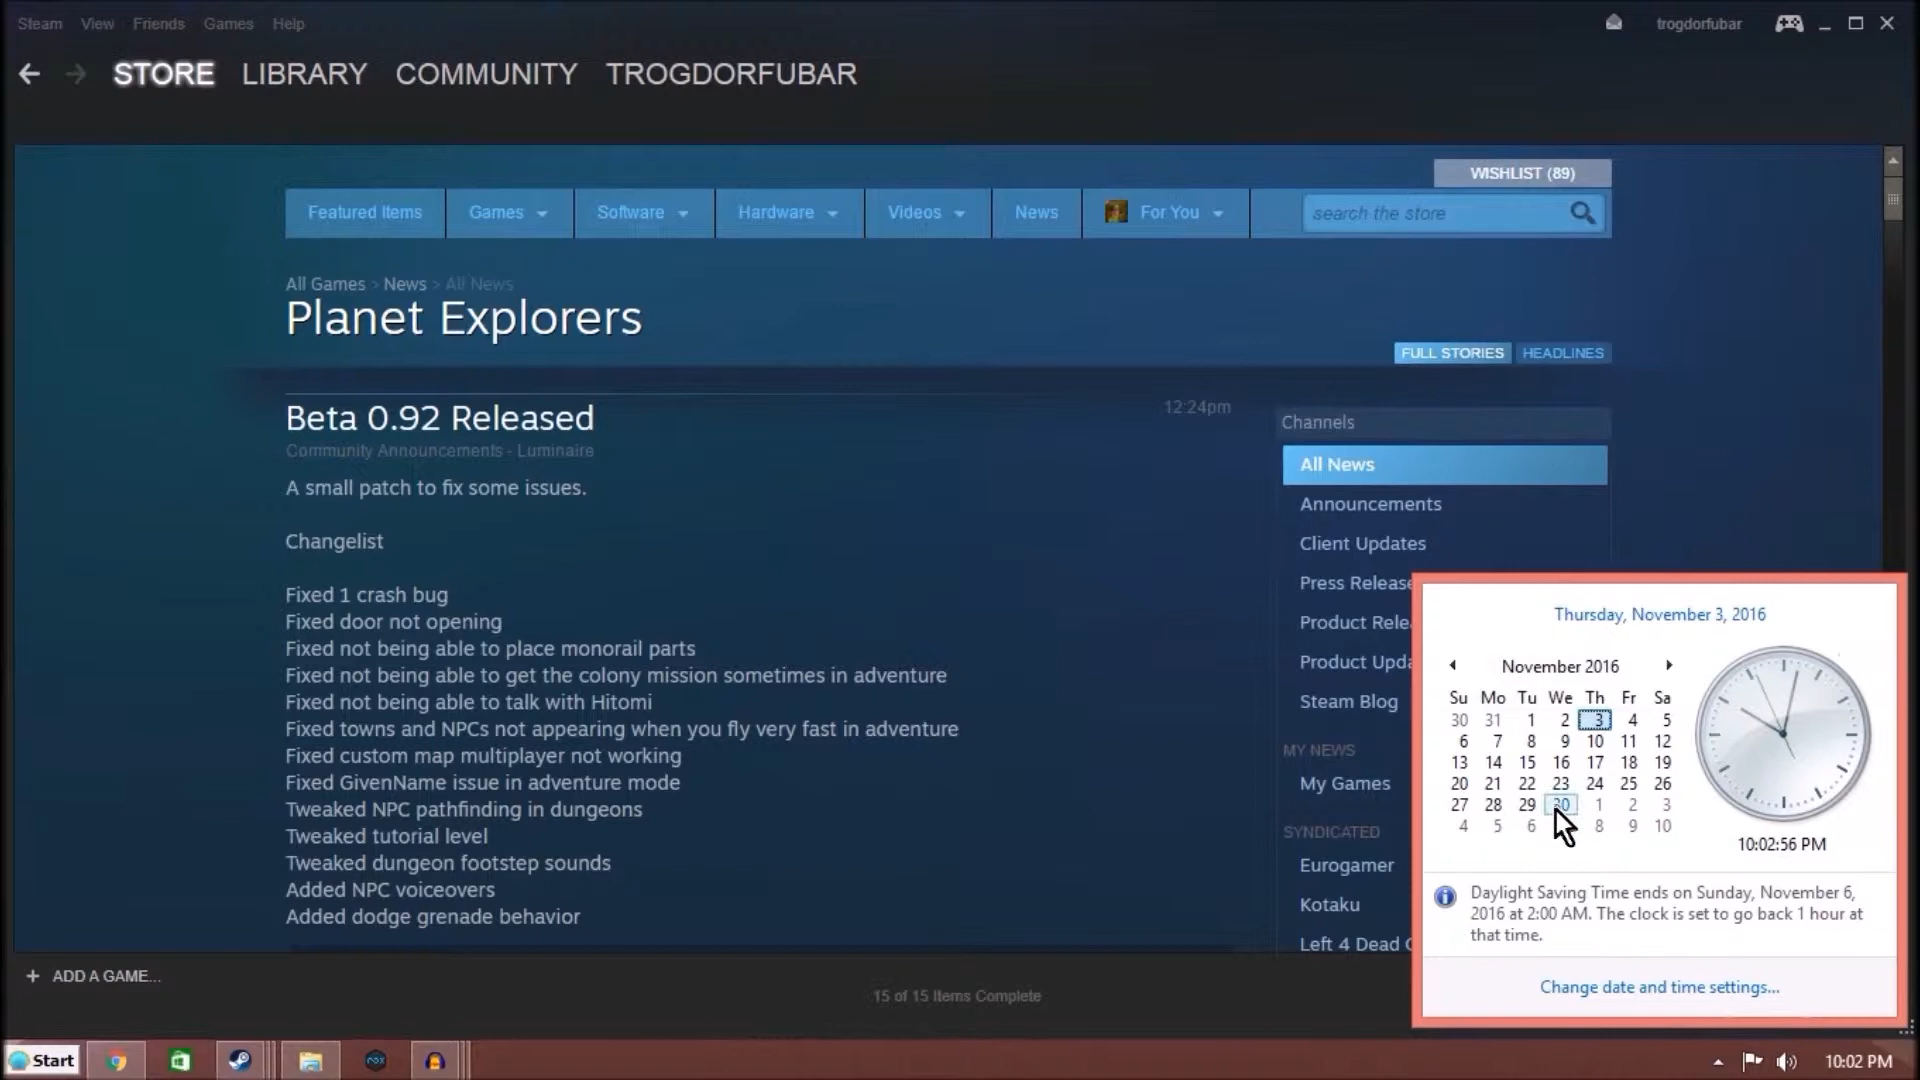 Steam View Friends Games Help trogdorfubar
STORE LIBRARY COMMUNITY TROGDORFUBAR
WISHLIST (89)
Featured Items Games Software Hardware Videos News For You search the store
All Games > News > All News
Planet Explorers
FULL STORIES HEADLINES
Beta 0.92 Released 12:24pm
Community Announcements - Luminaire
A small patch to fix some issues.
Changelist
Fixed 1 crash bug
Fixed door not opening
Fixed not being able to place monorail parts
Fixed not being able to get the colony mission sometimes in adventure
Fixed not being able to talk with Hitomi
Fixed towns and NPCs not appearing when you fly very fast in adventure
Fixed custom map multiplayer not working
Fixed GivenName issue in adventure mode
Tweaked NPC pathfinding in dungeons
Tweaked tutorial level
Tweaked dungeon footstep sounds
Added NPC voiceovers
Added dodge grenade behavior
Channels
All News
Announcements
Client Updates
Press Release
Product Rele
Product Upda
Steam Blog
MY NEWS
My Games
SYNDICATED
Eurogamer
Kotaku
Left 4 Dead
Thursday, November 3, 2016
November 2016
Su Mo Tu We Th Fr Sa
30 31 1 2 3 4 5
6 7 8 9 10 11 12
13 14 15 16 17 18 19
20 21 22 23 24 25 26
27 28 29 30 1 2 3
4 5 6 8 9 10
10:02:56 PM
Daylight Saving Time ends on Sunday, November 6,
2016 at 2:00 AM. The clock is set to go back 1 hour at
that time.
Change date and time settings...
+ ADD A GAME...
15 of 15 Items Complete
Start 10:02 PM